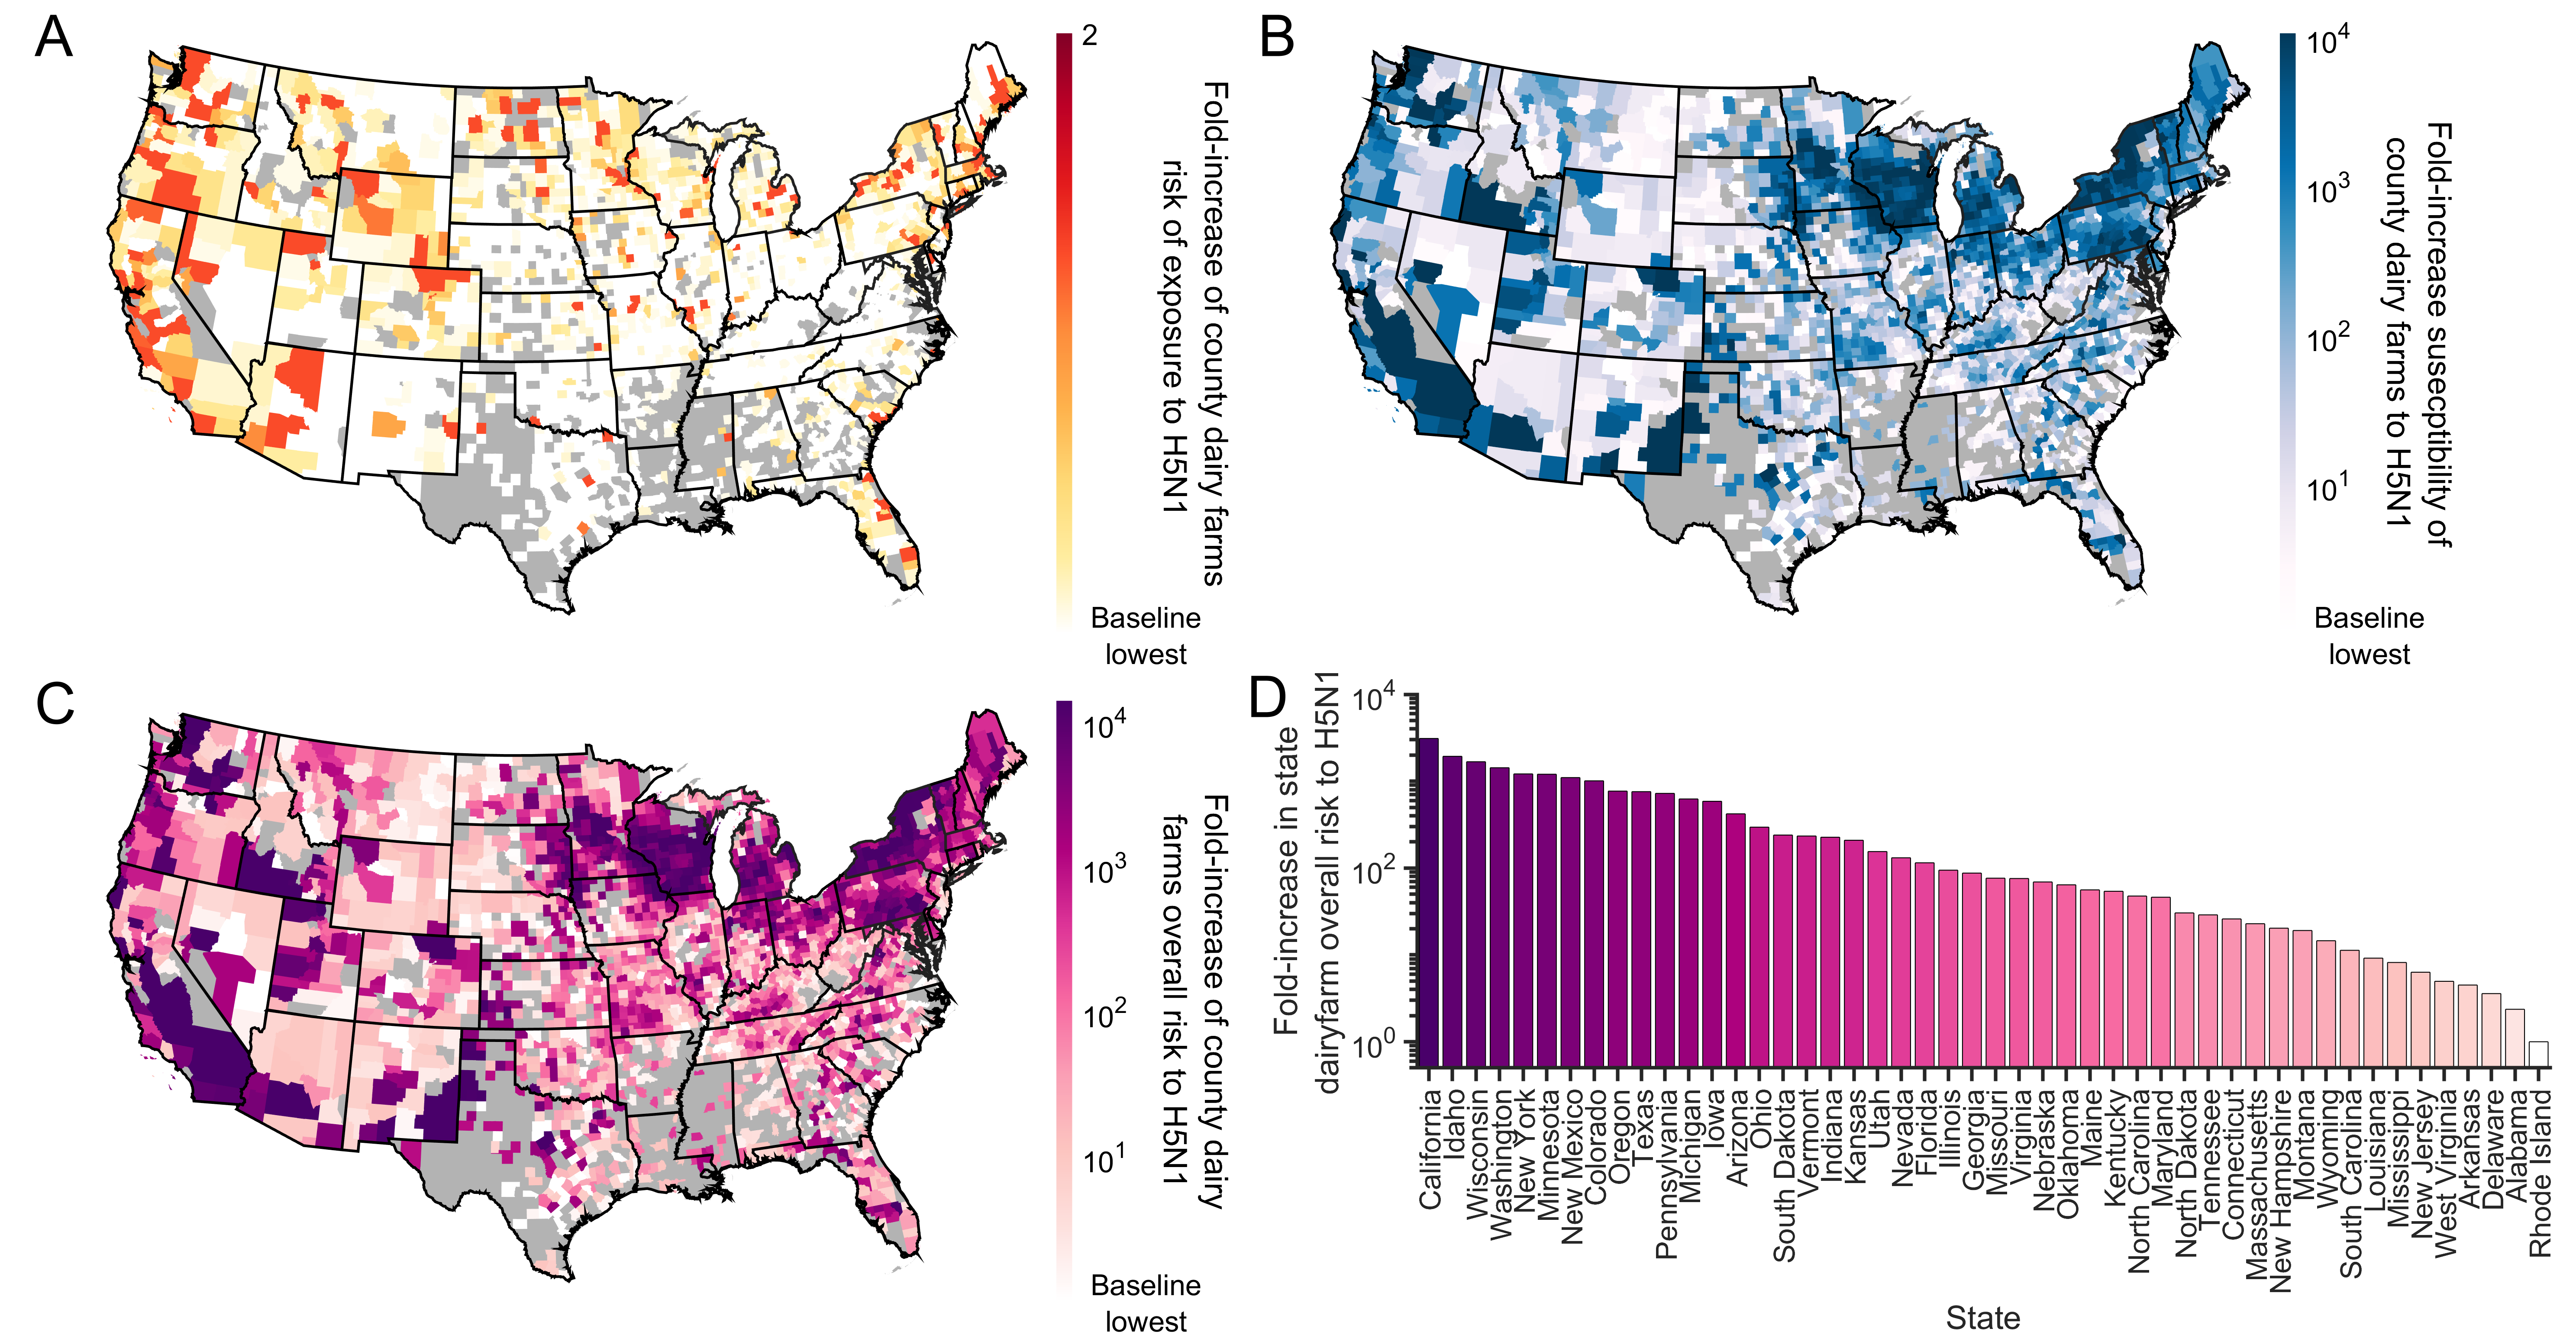 A
2
Fold-increase of county dairy farms
risk of exposure to H5N1
Baseline
lowest
B
10^4
10^3
10^2
10^1
Fold-increase susecptibility of
county dairy farms to H5N1
Baseline
lowest
C
10^4
10^3
10^2
10^1
Fold-increase of county dairy
farms overall risk to H5N1
Baseline
lowest
D
Fold-increase in state
dairyfarm overall risk to H5N1
10^4
10^2
10^0
California
Idaho
Wisconsin
Washington
New York
Minnesota
New Mexico
Colorado
Oregon
Texas
Pennsylvania
Michigan
Iowa
Arizona
Ohio
South Dakota
Vermont
Indiana
Kansas
Utah
Nevada
Florida
Illinois
Georgia
Missouri
Virginia
Nebraska
Oklahoma
Maine
Kentucky
North Carolina
Maryland
North Dakota
Tennessee
Connecticut
Massachusetts
New Hampshire
Montana
Wyoming
South Carolina
Louisiana
Mississippi
New Jersey
West Virginia
Arkansas
Delaware
Alabama
Rhode Island
State